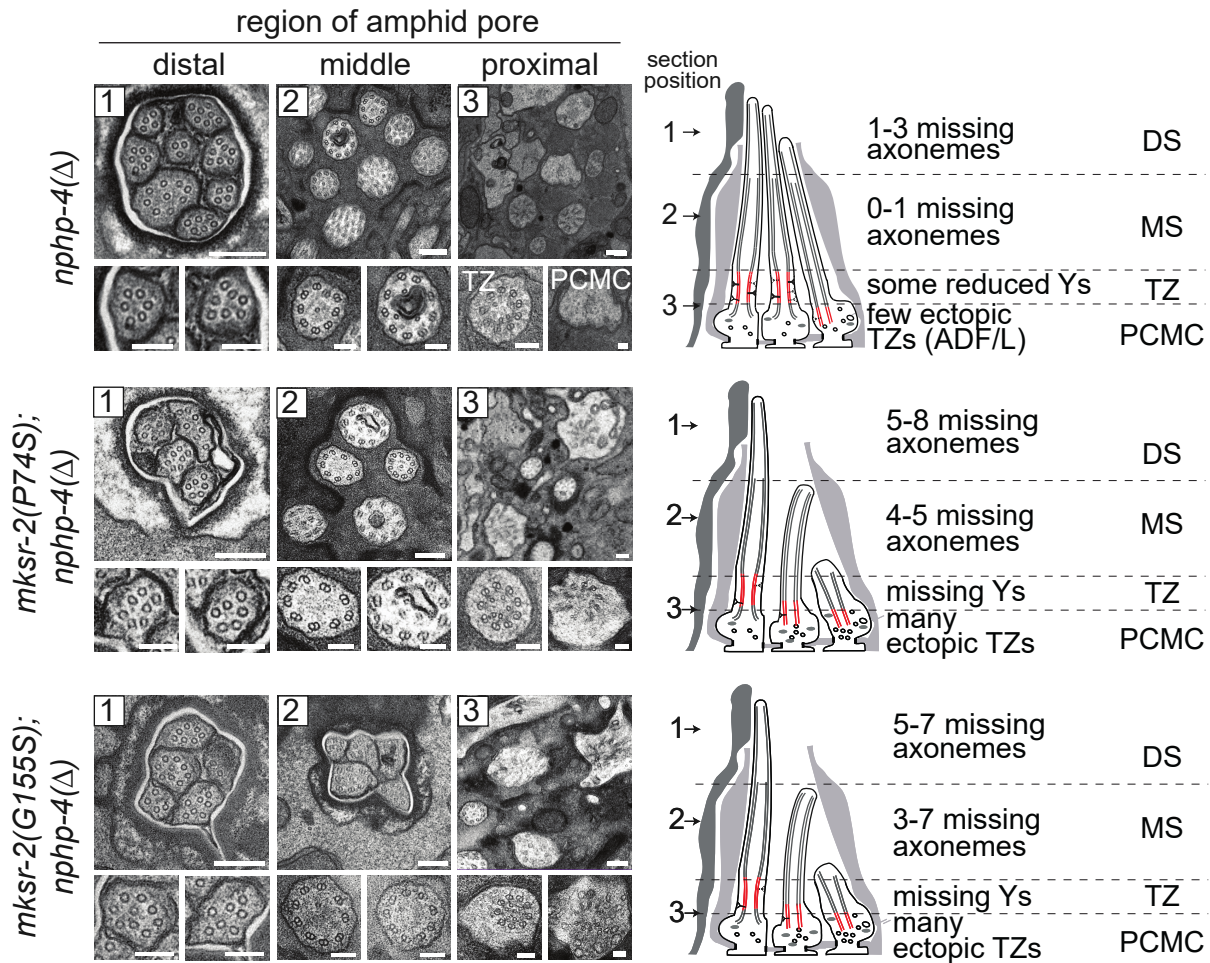 region of amphid pore
distal middle proximal
section
position
nphp-4(Δ)
1 2 3
TZ PCMC
1→ 1-3 missing
axonemes DS
2→ 0-1 missing
axonemes MS
some reduced Ys TZ
3→ few ectopic
TZs (ADF/L) PCMC
mksr-2(P74S);
nphp-4(Δ)
1 2 3
1→ 5-8 missing
axonemes DS
2→ 4-5 missing
axonemes MS
missing Ys TZ
3→ many
ectopic TZs PCMC
mksr-2(G155S);
nphp-4(Δ)
1 2 3
1→ 5-7 missing
axonemes DS
2→ 3-7 missing
axonemes MS
missing Ys TZ
3→ many
ectopic TZs PCMC